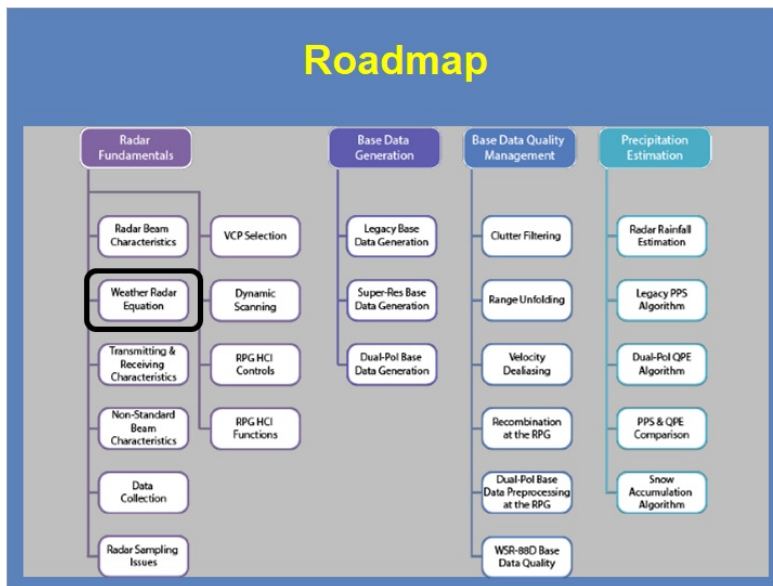 Roadmap
Radar
Fundamentals
Radar Beam
Characteristics
Weather Radar
Equation
Transmitting &
Receiving
Characteristics
Non-Standard
Beam
Characteristics
Data
Collection
Radar Sampling
Issues
VCP Selection
Dynamic
Scanning
RPG HCI
Controls
RPG HCI
Functions
Base Data
Generation
Legacy Base
Data Generation
Super-Res Base
Data Generation
Dual-Pol Base
Data Generation
Base Data Quality
Management
Clutter Filtering
Range Unfolding
Velocity
Dealiasing
Recombination
at the RPG
Dual-Pol Base
Data Preprocessing
at the RPG
WSR-88D Base
Data Quality
Precipitation
Estimation
Radar Rainfall
Estimation
Legacy PPS
Algorithm
Dual-Pol QPE
Algorithm
PPS & QPE
Comparison
Snow
Accumulation
Algorithm